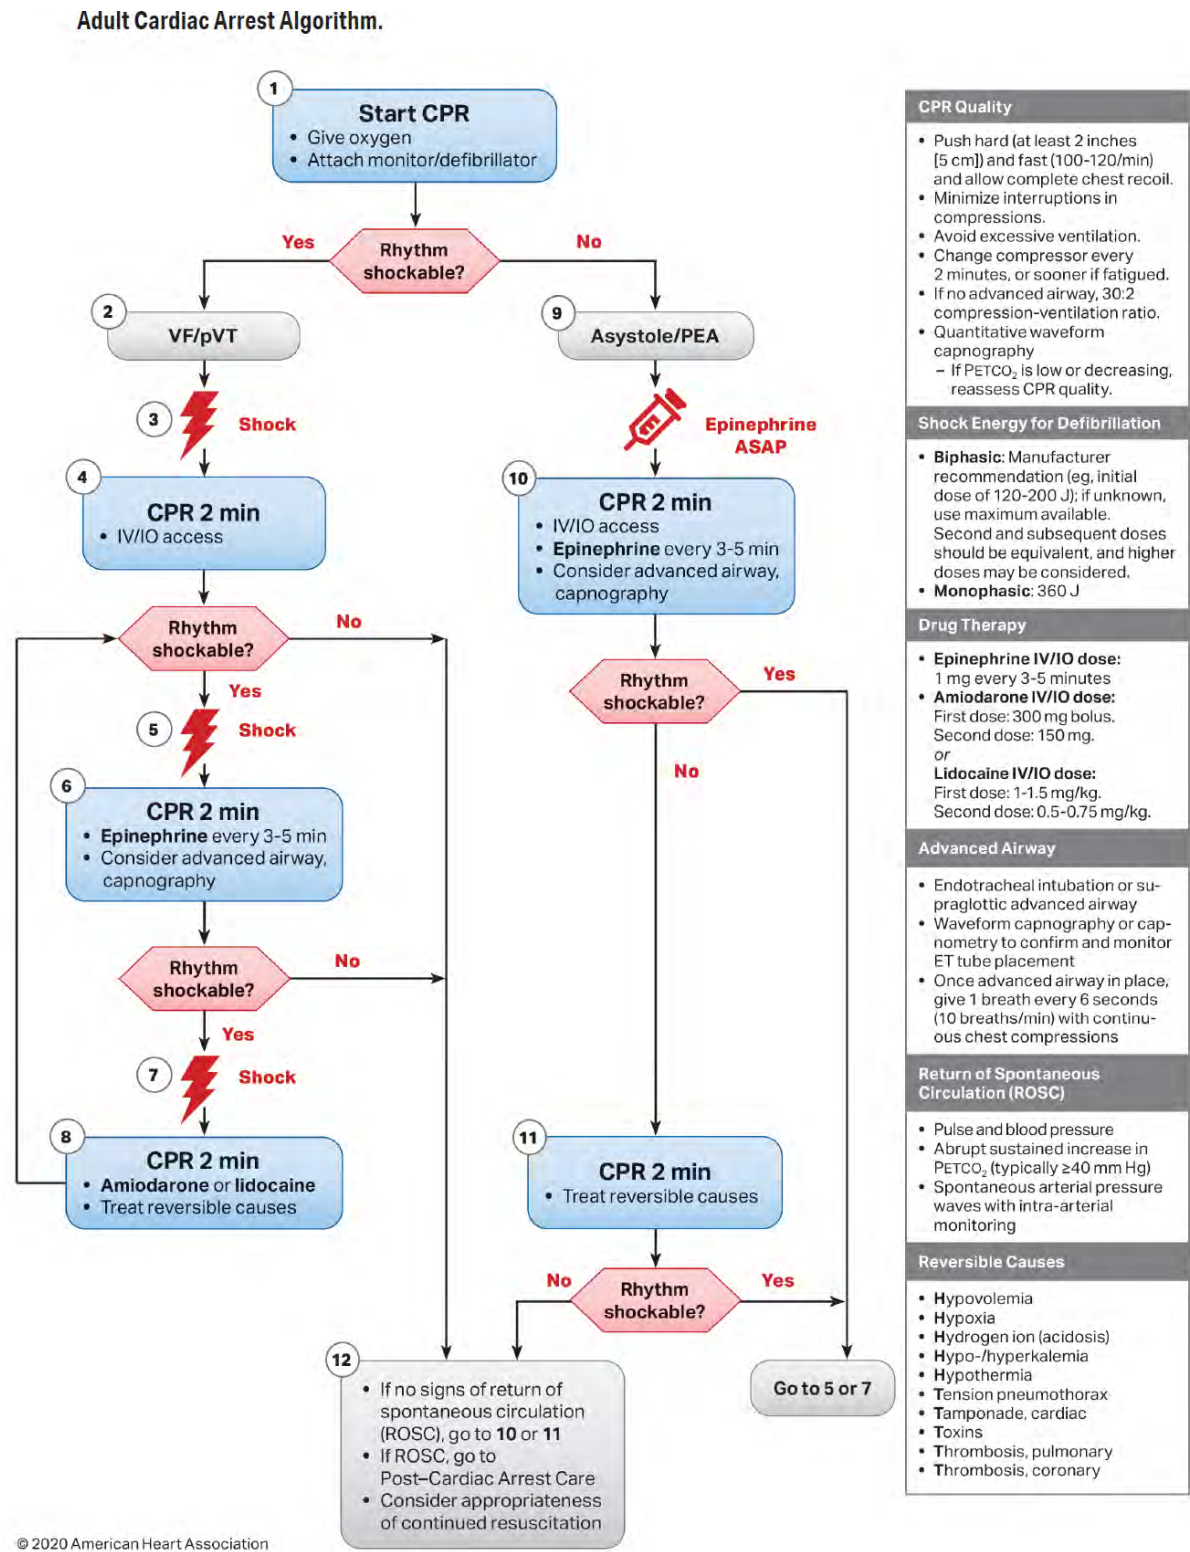 Adult Cardiac Arrest Algorithm.
1
Start CPR
• Give oxygen
• Attach monitor/defibrillator
Rhythm
shockable?
Yes
No
2
VF/pVT
3
Shock
4
CPR 2 min
• IV/IO access
Rhythm
shockable?
No
Yes
5
Shock
6
CPR 2 min
• Epinephrine every 3-5 min
• Consider advanced airway,
capnography
Rhythm
shockable?
No
Yes
7
Shock
8
CPR 2 min
• Amiodarone or lidocaine
• Treat reversible causes
9
Asystole/PEA
Epinephrine
ASAP
10
CPR 2 min
• IV/IO access
• Epinephrine every 3-5 min
• Consider advanced airway,
capnography
Rhythm
shockable?
Yes
No
11
CPR 2 min
• Treat reversible causes
Rhythm
shockable?
No
Yes
12
• If no signs of return of
spontaneous circulation
(ROSC), go to 10 or 11
• If ROSC, go to
Post–Cardiac Arrest Care
• Consider appropriateness
of continued resuscitation
Go to 5 or 7
CPR Quality
• Push hard (at least 2 inches
[5 cm]) and fast (100-120/min)
and allow complete chest recoil.
• Minimize interruptions in
compressions.
• Avoid excessive ventilation.
• Change compressor every
2 minutes, or sooner if fatigued.
• If no advanced airway, 30:2
compression-ventilation ratio.
• Quantitative waveform
capnography
– If PETCO₂ is low or decreasing,
reassess CPR quality.
Shock Energy for Defibrillation
• Biphasic: Manufacturer
recommendation (eg, initial
dose of 120-200 J); if unknown,
use maximum available.
Second and subsequent doses
should be equivalent, and higher
doses may be considered.
• Monophasic: 360 J
Drug Therapy
• Epinephrine IV/IO dose:
1 mg every 3-5 minutes
• Amiodarone IV/IO dose:
First dose: 300 mg bolus.
Second dose: 150 mg.
or
Lidocaine IV/IO dose:
First dose: 1-1.5 mg/kg.
Second dose: 0.5-0.75 mg/kg.
Advanced Airway
• Endotracheal intubation or su-
praglottic advanced airway
• Waveform capnography or cap-
nometry to confirm and monitor
ET tube placement
• Once advanced airway in place,
give 1 breath every 6 seconds
(10 breaths/min) with continu-
ous chest compressions
Return of Spontaneous
Circulation (ROSC)
• Pulse and blood pressure
• Abrupt sustained increase in
PETCO₂ (typically ≥40 mm Hg)
• Spontaneous arterial pressure
waves with intra-arterial
monitoring
Reversible Causes
• Hypovolemia
• Hypoxia
• Hydrogen ion (acidosis)
• Hypo-/hyperkalemia
• Hypothermia
• Tension pneumothorax
• Tamponade, cardiac
• Toxins
• Thrombosis, pulmonary
• Thrombosis, coronary
© 2020 American Heart Association